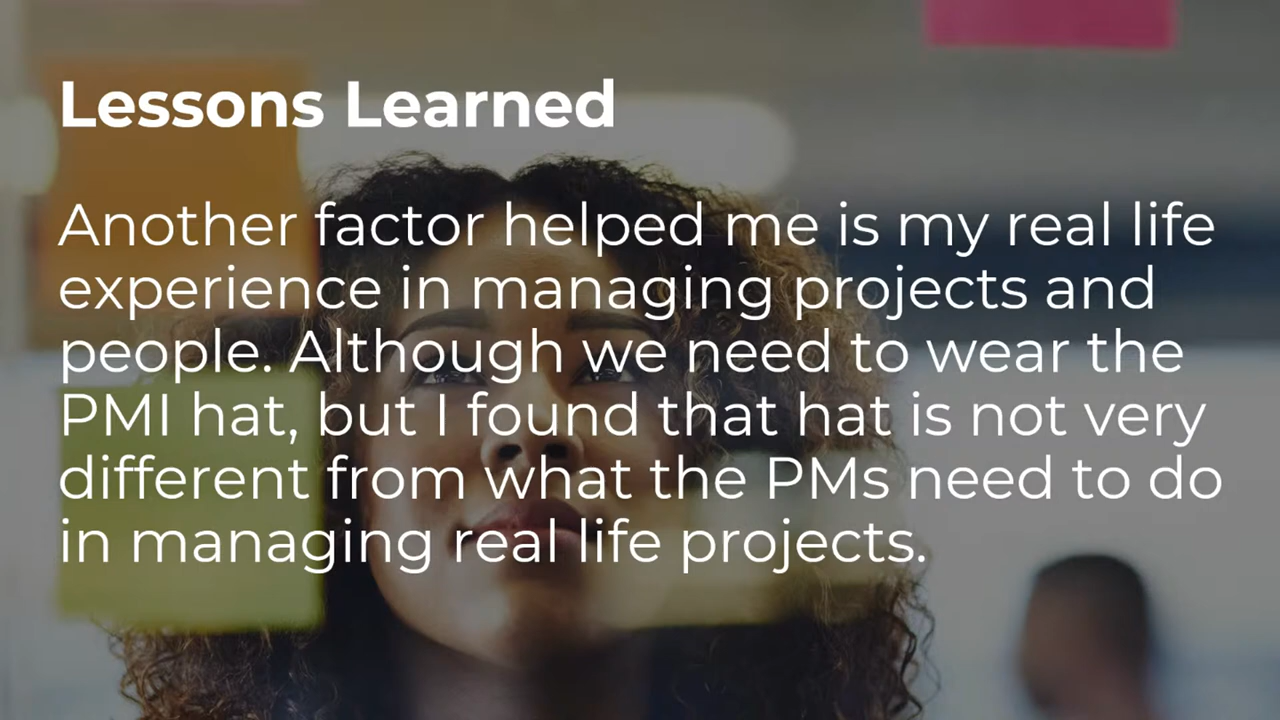 Lessons Learned
Another factor helped me is my real life
experience in managing projects and
people. Although we need to wear the
PMI hat, but I found that hat is not very
different from what the PMs need to do
in managing real life projects.